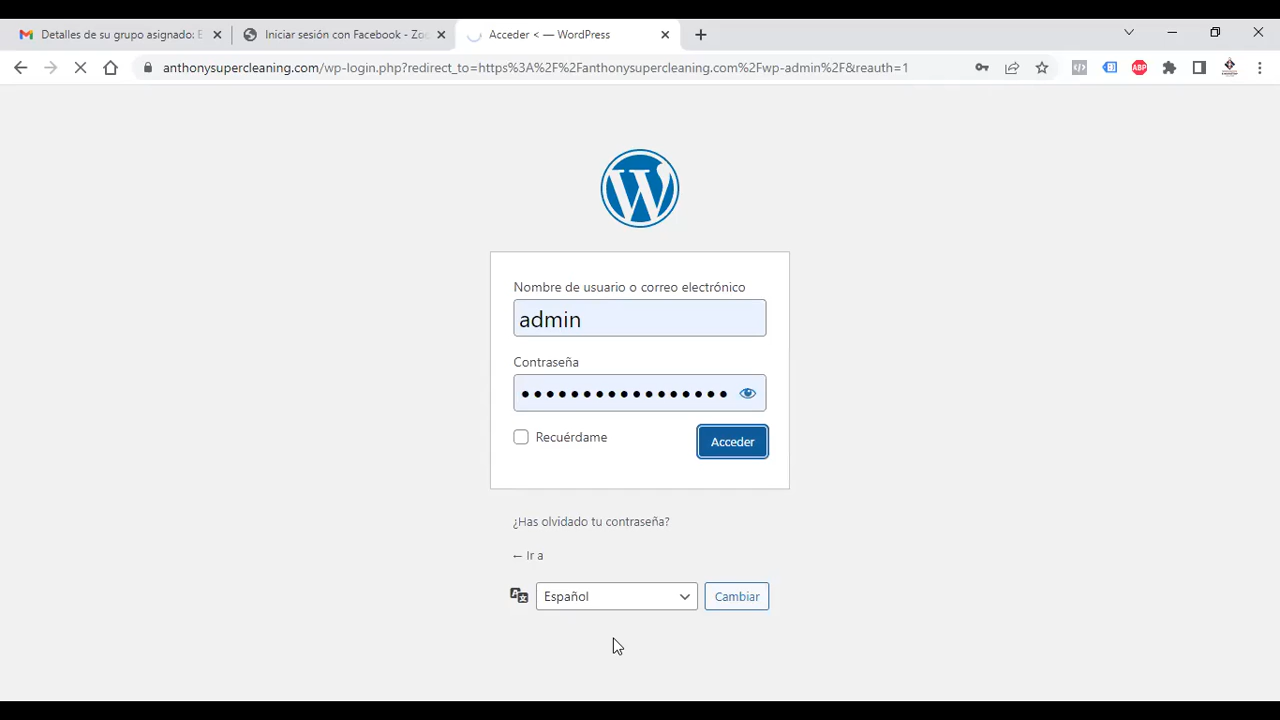 Detalles de su grupo asignado: E
Iniciar sesión con Facebook - Zoo
Acceder < — WordPress
anthonysupercleaning.com/wp-login.php?redirect_to=https%3A%2F%2Fanthonysupercleaning.com%2Fwp-admin%2F&reauth=1
ABP
Nombre de usuario o correo electrónico
admin
Contraseña
Recuérdame
Acceder
¿Has olvidado tu contraseña?
← Ir a
Español
Cambiar